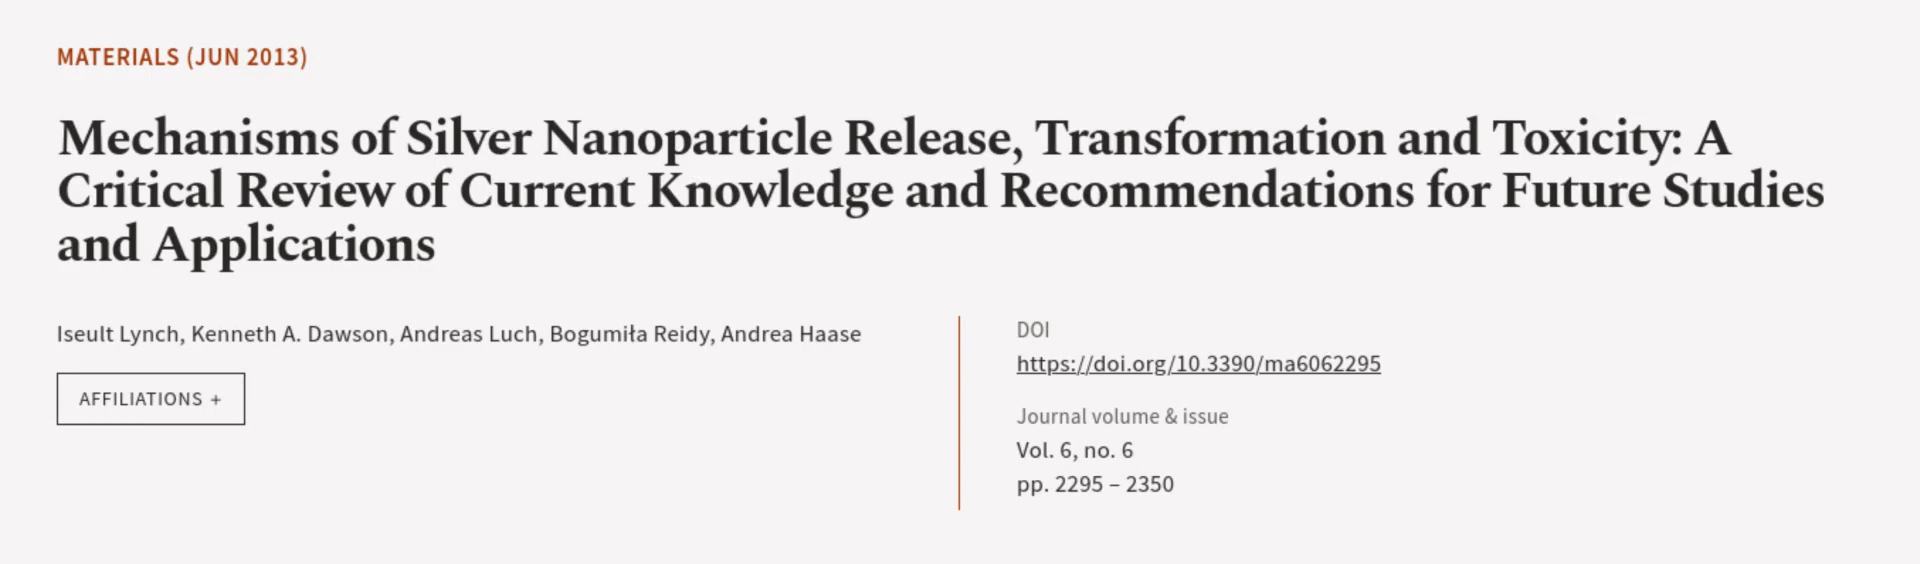 MATERIALS (JUN 2013)
Mechanisms of Silver Nanoparticle Release, Transformation and Toxicity: A
Critical Review of Current Knowledge and Recommendations for Future Studies
and Applications
Iseult Lynch, Kenneth A. Dawson, Andreas Luch, Bogumiła Reidy, Andrea Haase
AFFILIATIONS +
DOI
https://doi.org/10.3390/ma6062295
Journal volume & issue
Vol. 6, no. 6
pp. 2295 – 2350